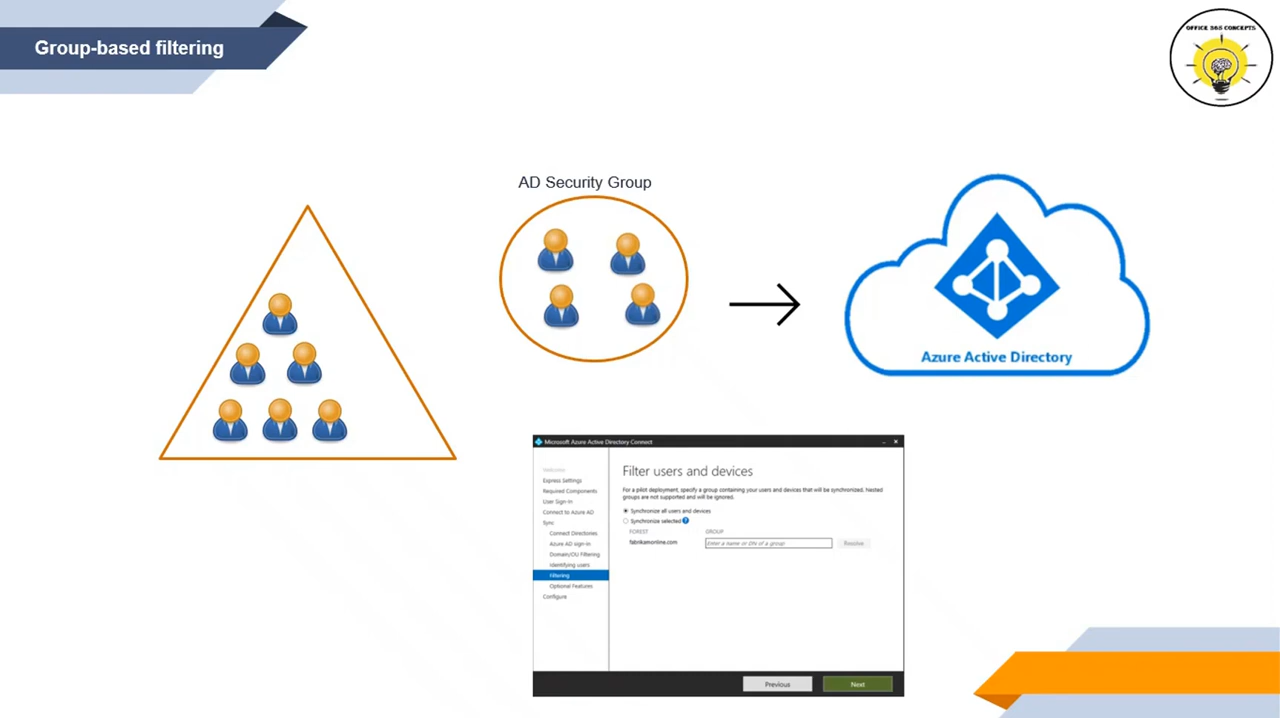 Group-based filtering
OFFICE 365 CONCEPTS
AD Security Group
Azure Active Directory
Microsoft Azure Active Directory Connect
Welcome
Express Settings
Required Components
User Sign-In
Connect to Azure AD
Sync
Connect Directories
Azure AD sign-in
Domain/OU Filtering
Identifying users
Filtering
Optional Features
Configure
Filter users and devices
For a pilot deployment, specify a group containing your users and devices that will be synchronized. Nested
groups are not supported and will be ignored.
Synchronize all users and devices
Synchronize selected ?
FOREST GROUP
fabrikamonline.com Enter a name or DN of a group Resolve
Previous Next